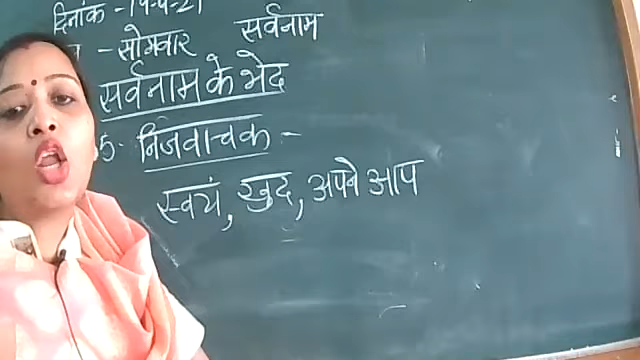 दिनांक -
- सोमवार सर्वनाम
सर्वनाम के भेद
5. निजवाचक -
स्वयं, खुद, अपने आप